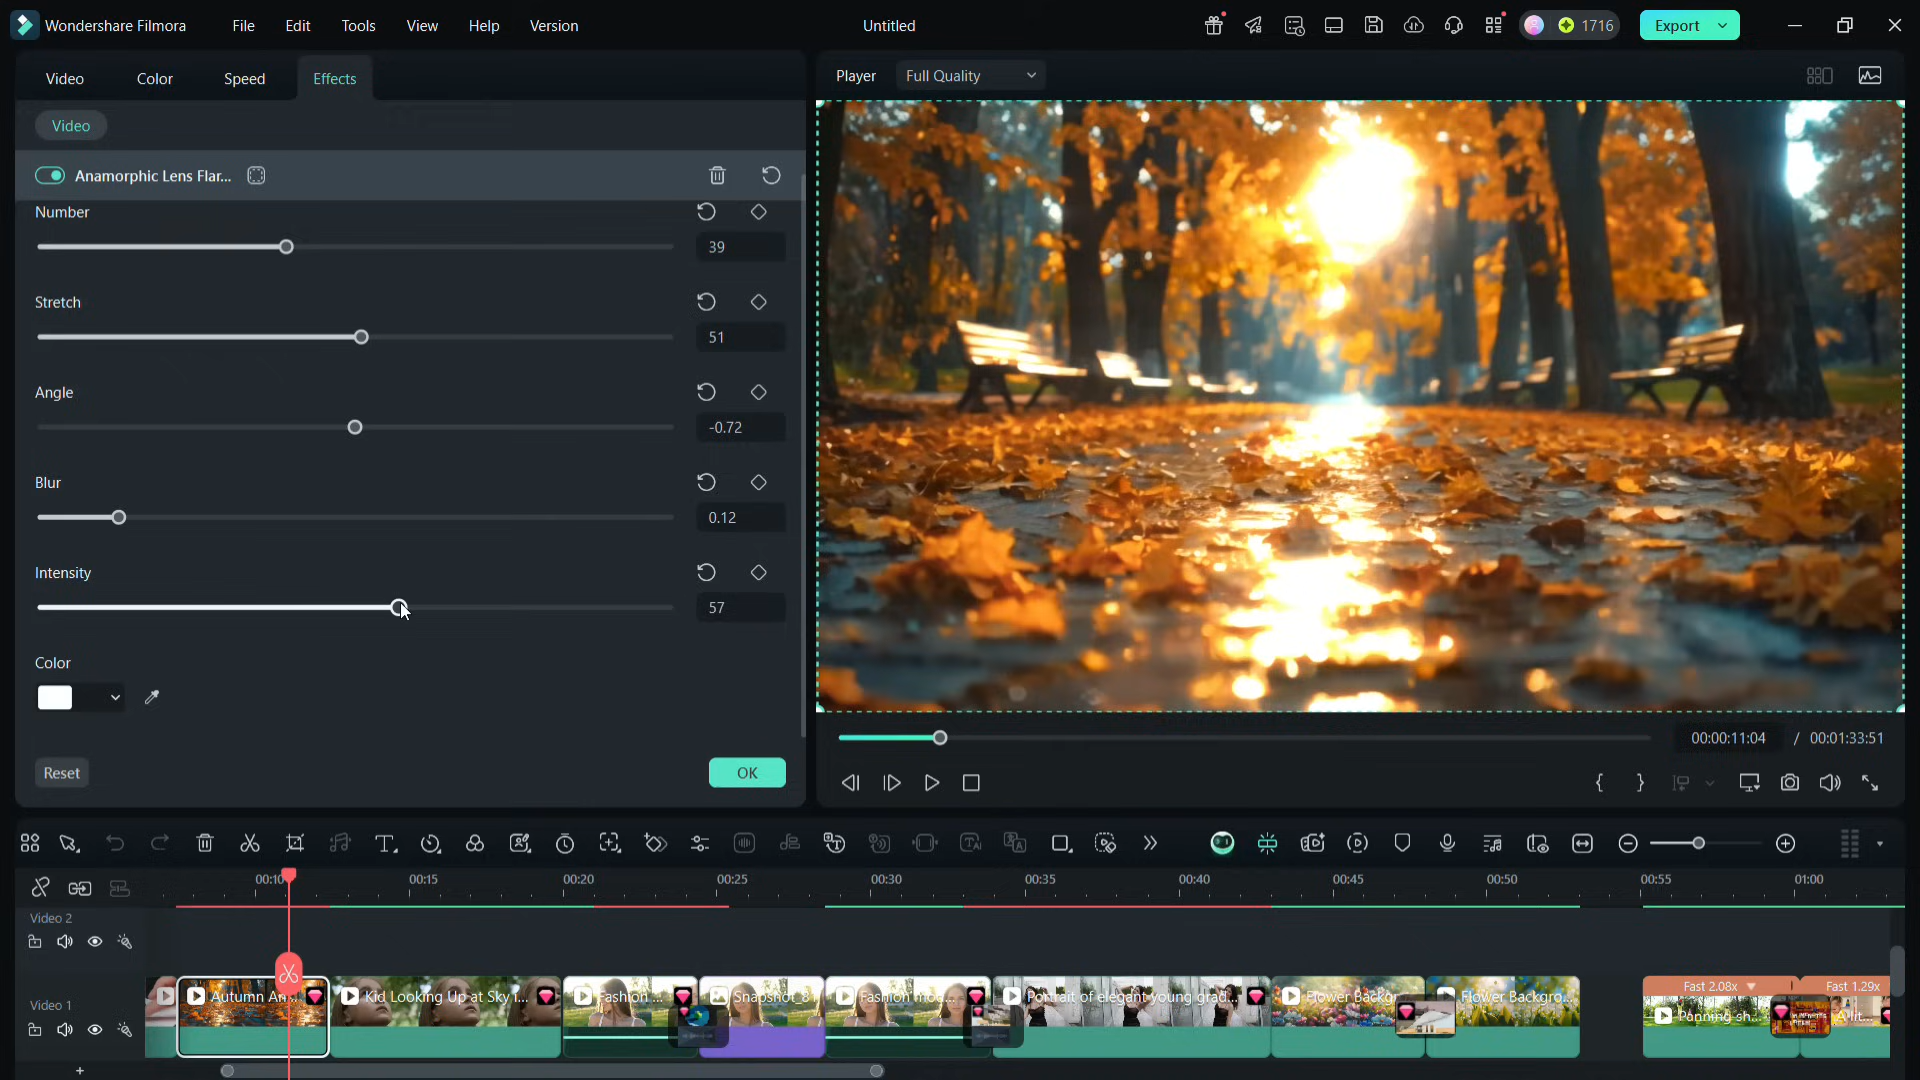 Wondershare Filmora File Edit Tools View Help Version Untitled 1716 Export
Video Color Speed Effects
Player Full Quality
Video
Anamorphic Lens Flar...
Number
39
Stretch
51
Angle
-0.72
Blur
0.12
Intensity
57
Color
Reset OK
00:00:11:04 / 00:01:33:51
00:10 00:15 00:20 00:25 00:30 00:35 00:40 00:45 00:50 00:55 01:00
Video 2
Fast 2.08x Fast 1.29x
Video 1
Autumn An... Kid Looking Up at Sky i... Fashion ... Snapshot_81 Fashion mod... Portrait of elegant young grad... Flower Backgr Flower Backgro... Panning sh... A lit...